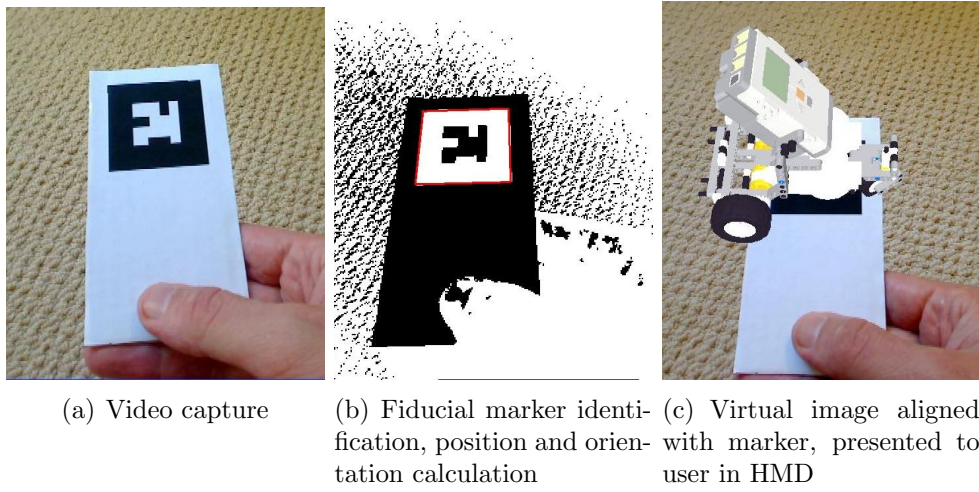 (a) Video capture
(b) Fiducial marker identi-
fication, position and orien-
tation calculation
(c) Virtual image aligned
with marker, presented to
user in HMD